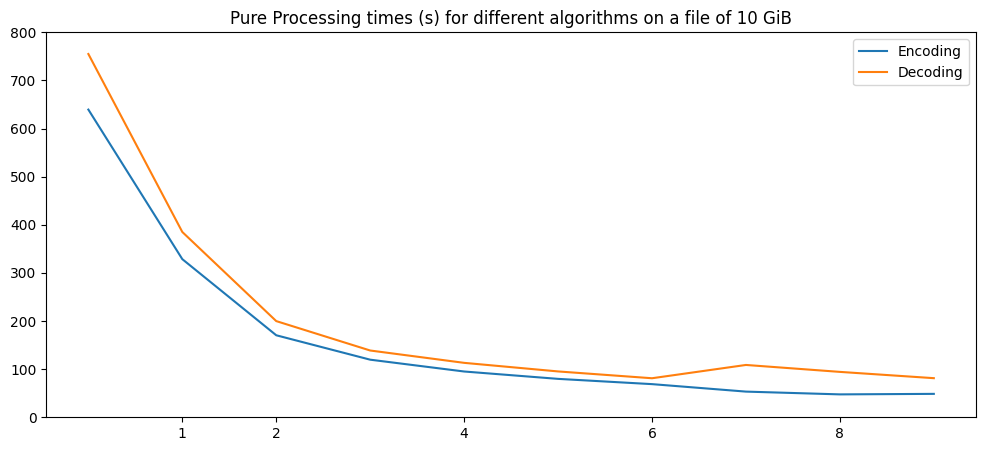 Pure Processing times (s) for different algorithms on a file of 10 GiB
800
700
600
500
400
300
200
100
0
Encoding
Decoding
1 2 4 6 8